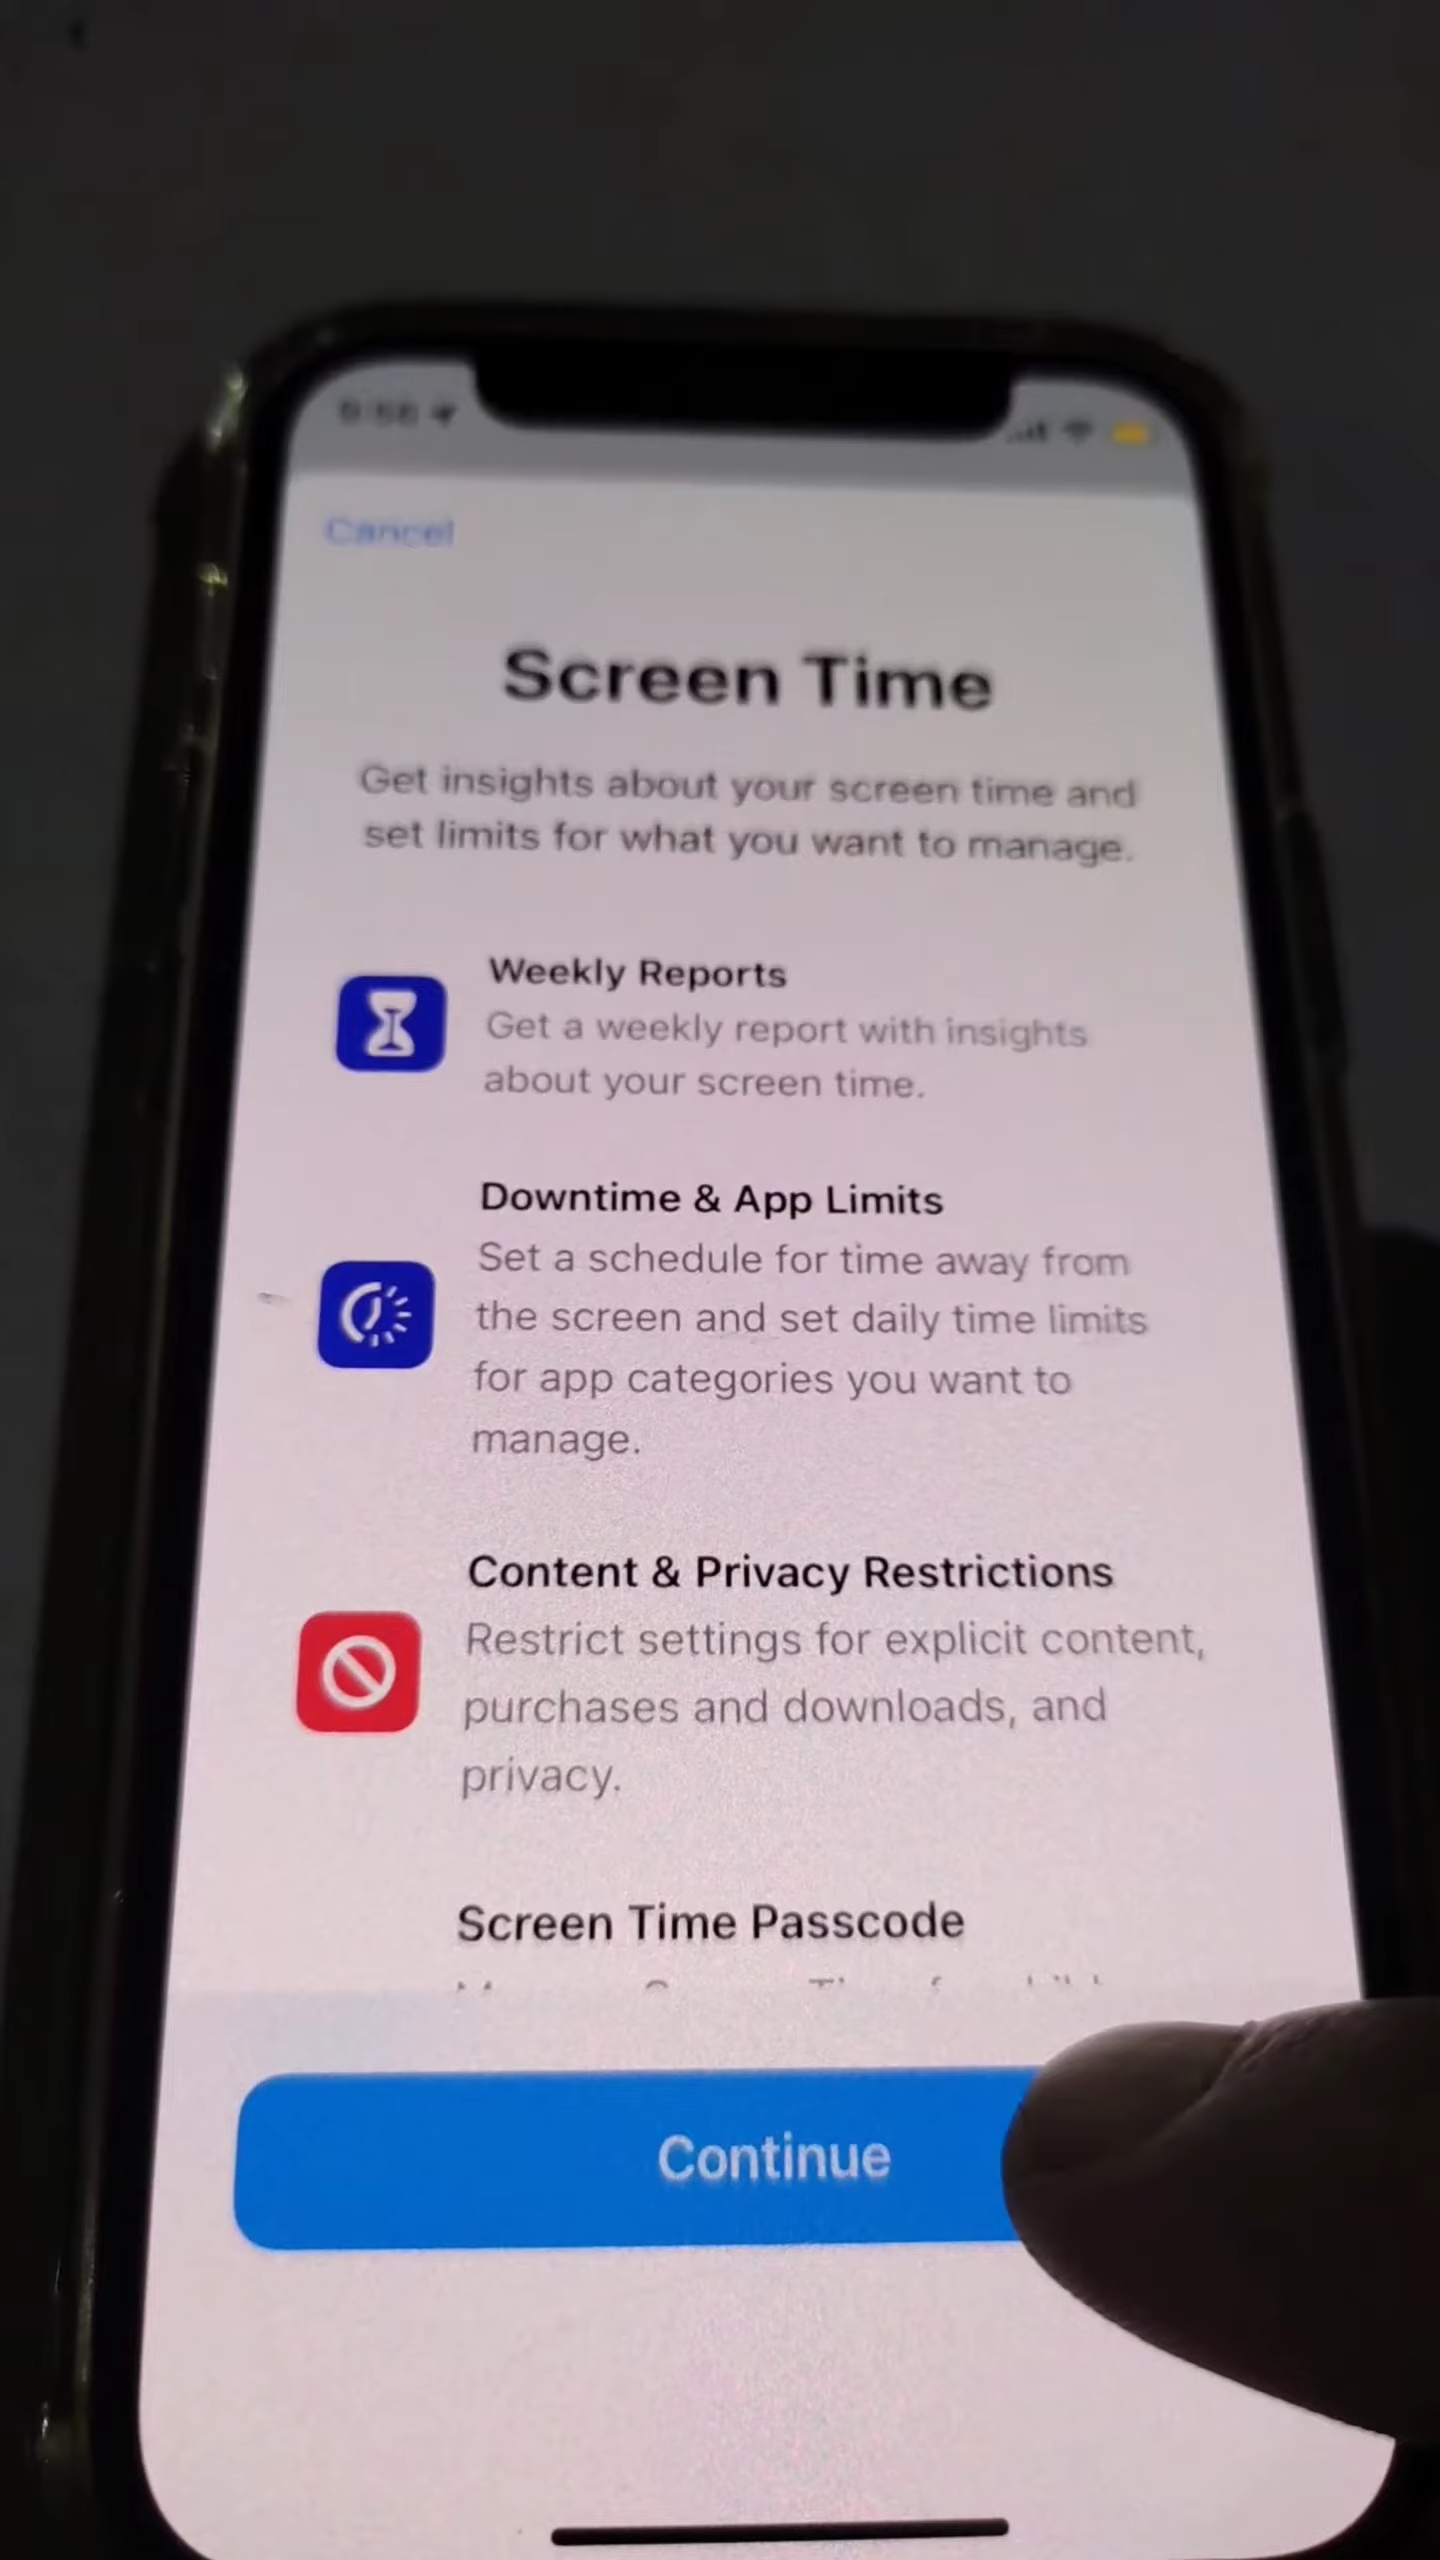 Cancel
Screen Time
Get insights about your screen time and
set limits for what you want to manage.
Weekly Reports
Get a weekly report with insights
about your screen time.
Downtime & App Limits
Set a schedule for time away from
the screen and set daily time limits
for app categories you want to
manage.
Content & Privacy Restrictions
Restrict settings for explicit content,
purchases and downloads, and
privacy.
Screen Time Passcode
Continue